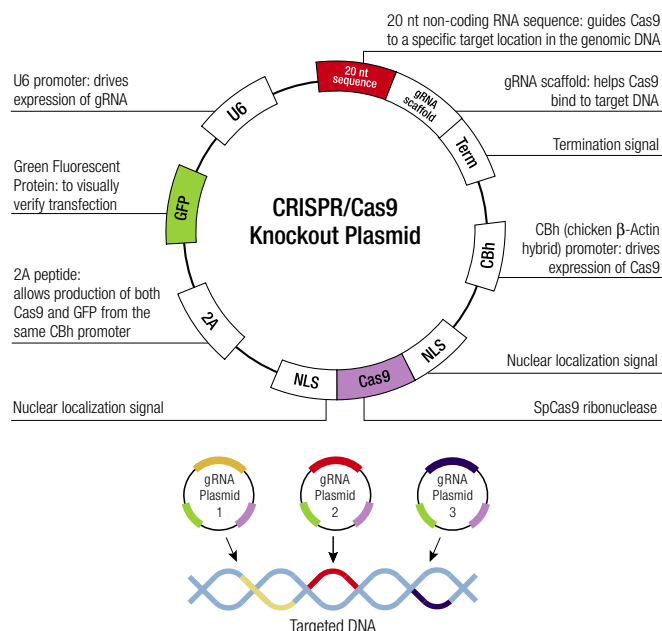 20 nt non-coding RNA sequence: guides Cas9
to a specific target location in the genomic DNA
20 nt
sequence
gRNA
scaffold
gRNA scaffold: helps Cas9
bind to target DNA
U6 promoter: drives
expression of gRNA
U6
Term
Termination signal
Green Fluorescent
Protein: to visually
verify transfection
GFP
CRISPR/Cas9
Knockout Plasmid
CBh
CBh (chicken β-Actin
hybrid) promoter: drives
expression of Cas9
2A peptide:
allows production of both
Cas9 and GFP from the
same CBh promoter
2A
NLS
Cas9
NLS
Nuclear localization signal
Nuclear localization signal
SpCas9 ribonuclease
gRNA
Plasmid
1
gRNA
Plasmid
2
gRNA
Plasmid
3
Targeted DNA